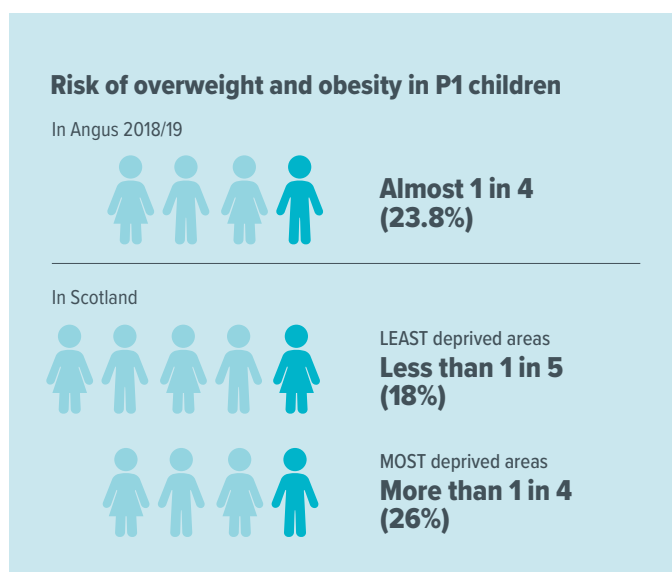 Risk of overweight and obesity in P1 children
In Angus 2018/19
Almost 1 in 4
(23.8%)
In Scotland
LEAST deprived areas
Less than 1 in 5
(18%)
MOST deprived areas
More than 1 in 4
(26%)